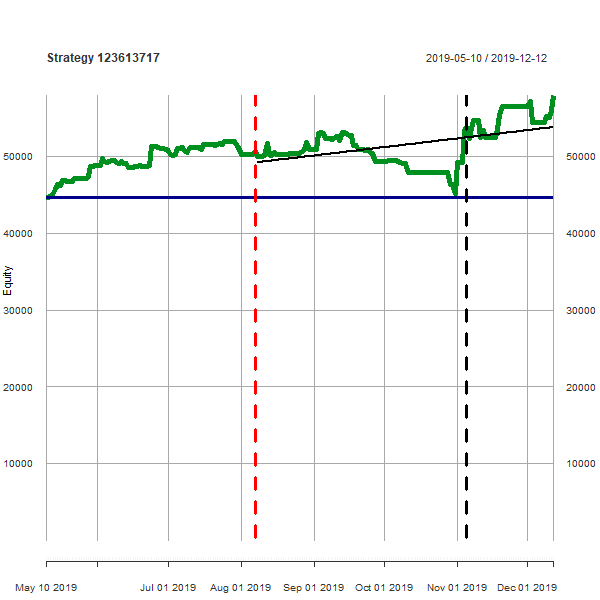 Strategy 123613717
2019-05-10 / 2019-12-12
Equity
50000
50000
40000
40000
30000
30000
20000
20000
10000
10000
May 10 2019
Jul 01 2019
Aug 01 2019
Sep 01 2019
Oct 01 2019
Nov 01 2019
Dec 01 2019